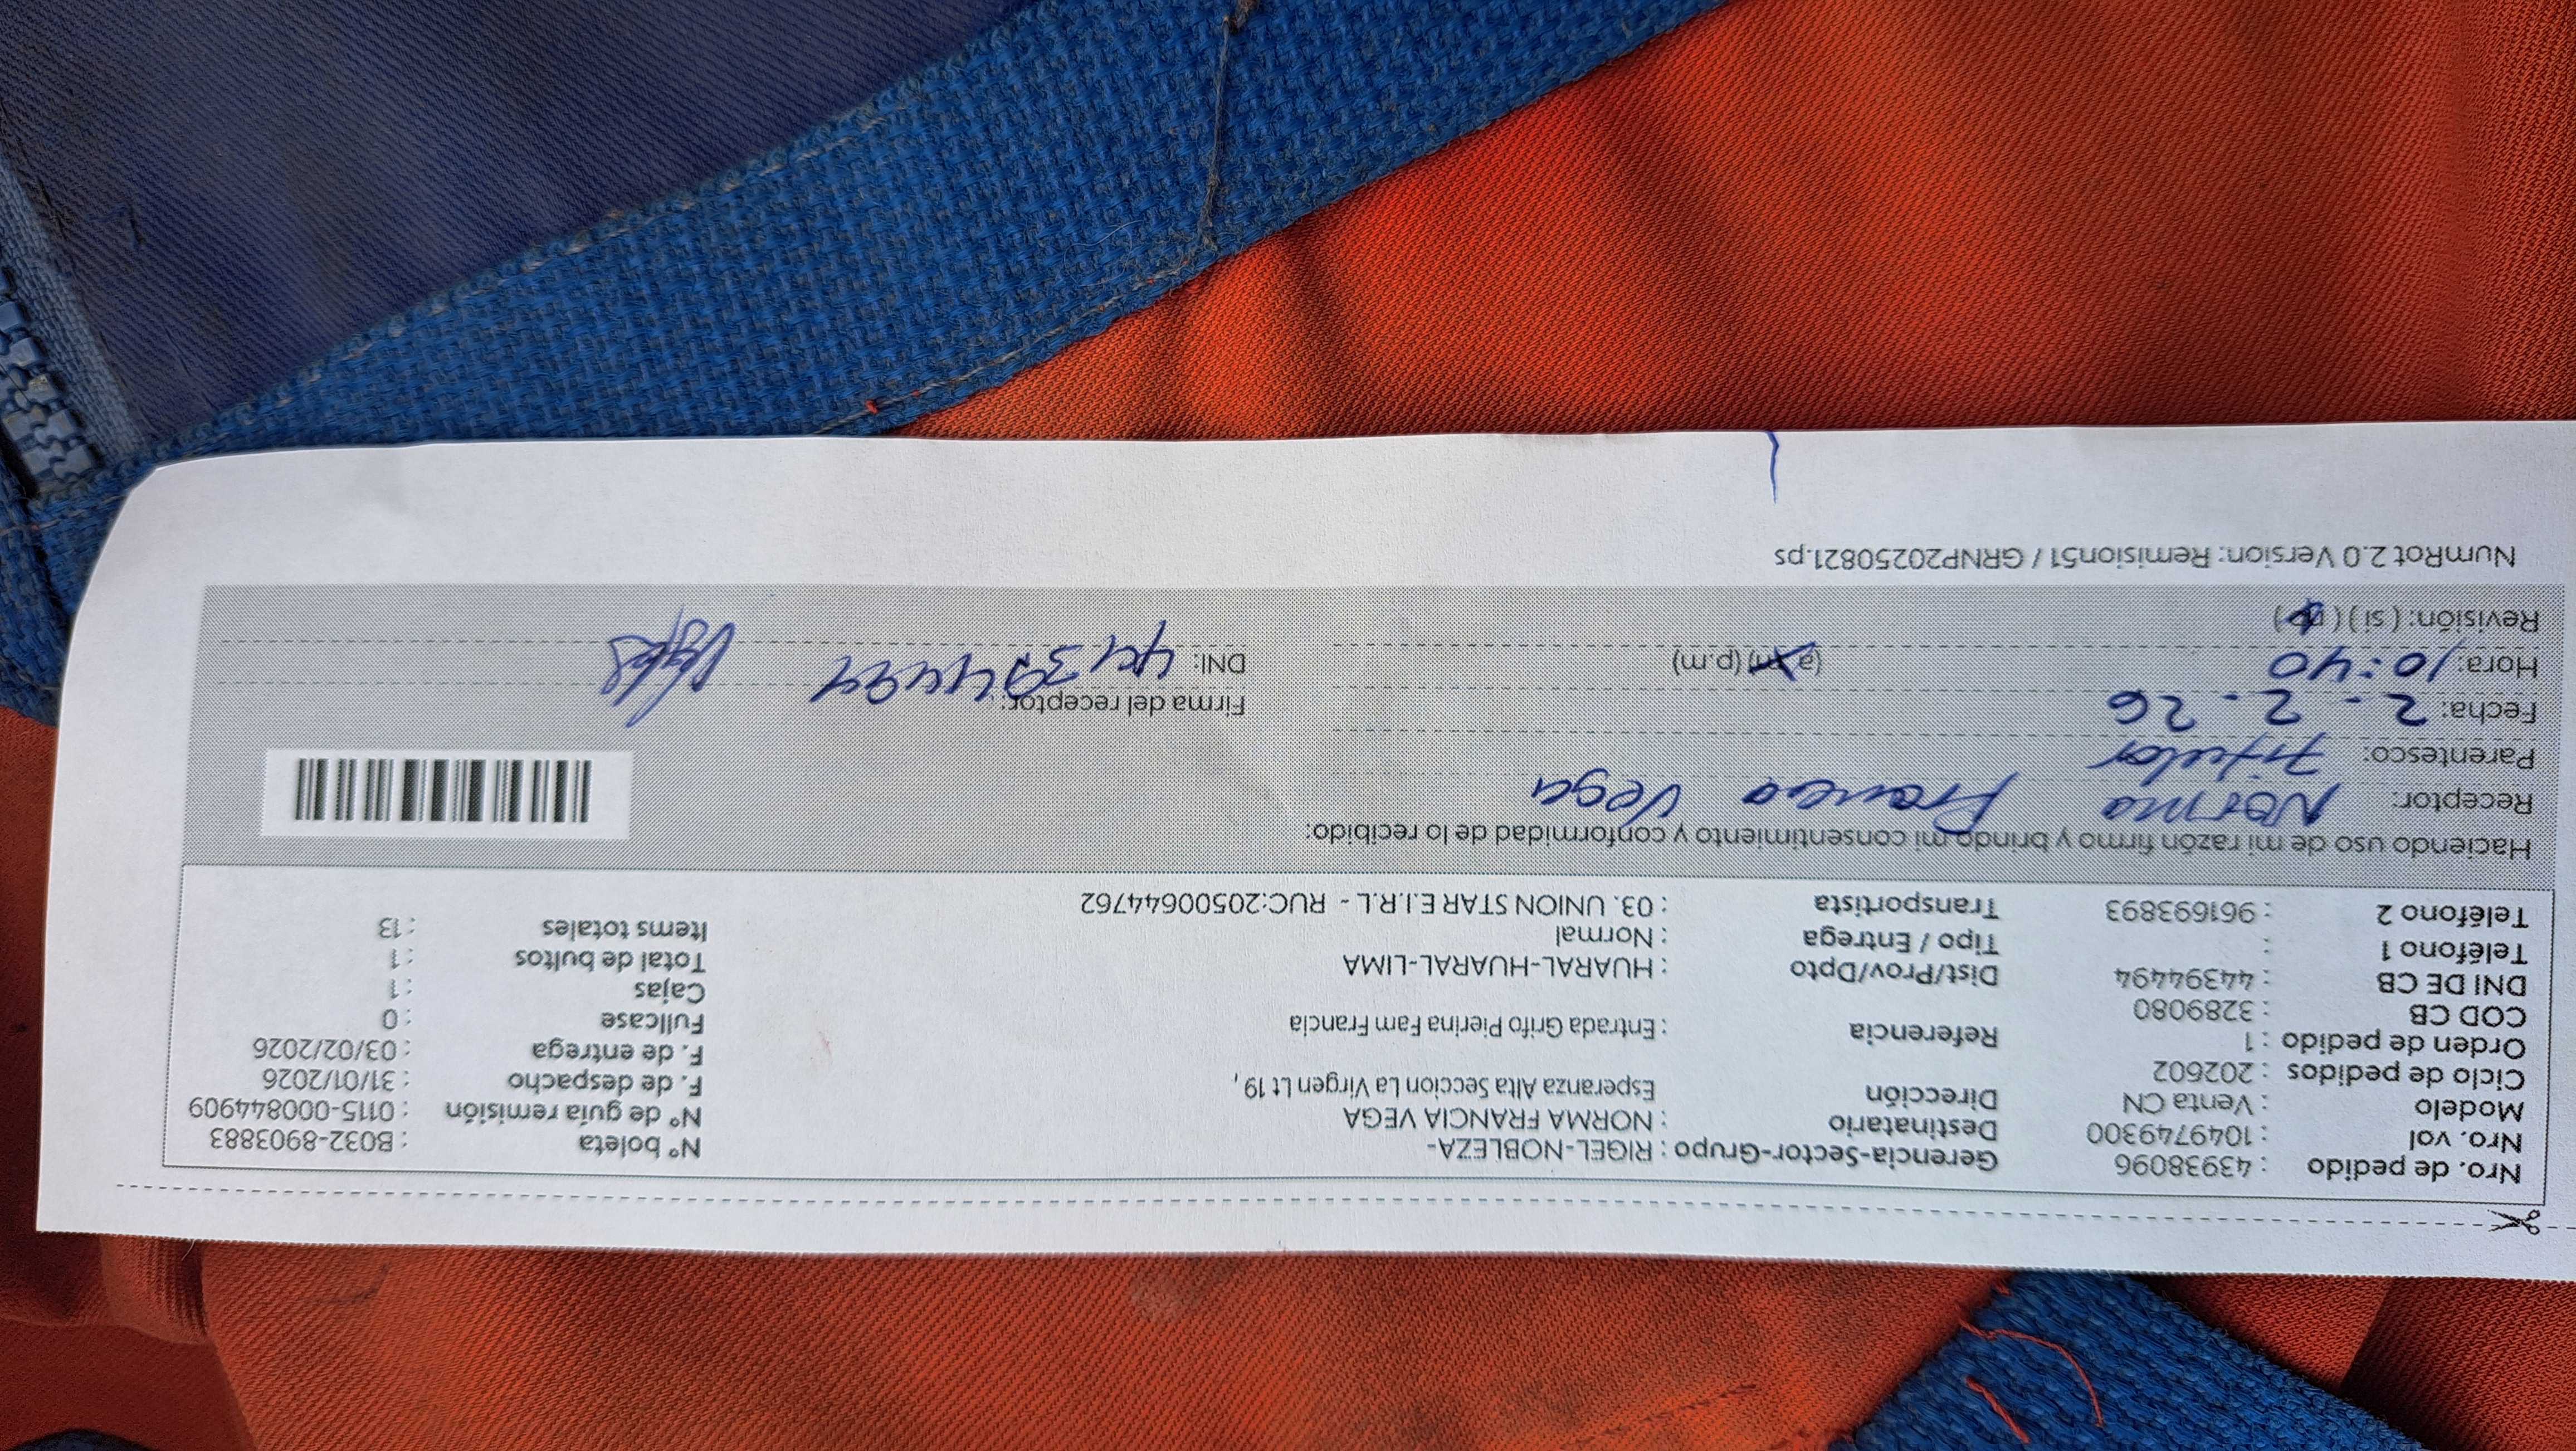 Nro. de pedido : 43938096 Gerencia-Sector-Grupo : RIGEL-NOBLEZA- N° boleta : B032-8903883
Nro. vol : 1049749300 Destinatario : NORMA FRANCIA VEGA N° de guía remisión : 0115-000844909
Modelo : Venta CN Dirección Esperanza Alta Seccion La Virgen Lt 19 , F. de despacho : 31/01/2026
Ciclo de pedidos : 202602 F. de entrega : 03/02/2026
Orden de pedido : 1 Referencia : Entrada Grifo Pierina Fam Francia Fullcase : 0
COD CB : 3289080 Cajas : 1
DNI DE CB : 44394494 Dist/Prov/Dpto : HUARAL-HUARAL-LIMA Total de bultos : 1
Teléfono 1 : Tipo / Entrega : Normal Items totales : 13
Teléfono 2 : 961693893 Transportista : 03. UNION STAR E.I.R.L - RUC:20500644762
Haciendo uso de mi razón firmo y brindo mi consentimiento y conformidad de lo recibido:
Receptor: Norma Francia Vega
Parentesco: Titular
Fecha: 2 - 2 - 26 Firma del receptor:
Hora: 10:40 (a.m) (p.m) DNI: 44394494
Revisión: ( si ) ( no )
NumRot 2.0 Version: Remision51 / GRNP20250821.ps